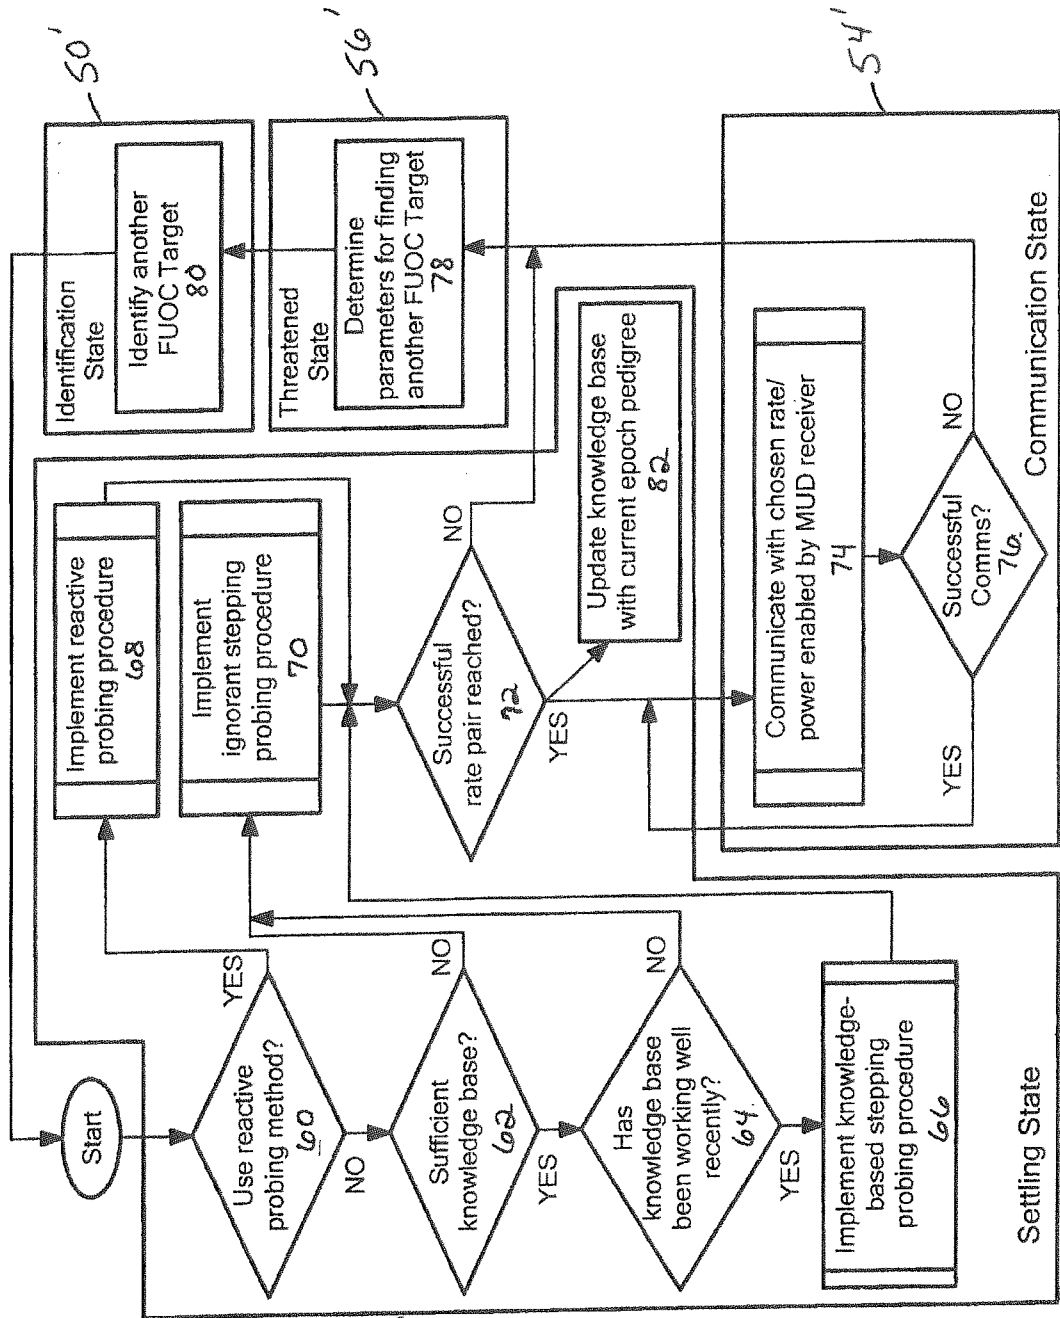 Start
Use reactive
probing method?
60
YES
NO
Sufficient
knowledge base?
62
NO
YES
Has
knowledge base
been working well
recently?
64
NO
YES
Implement knowledge-
based stepping
probing procedure
66
Settling State
Implement reactive
probing procedure
68
Implement
ignorant stepping
probing procedure
70
Successful
rate pair reached?
72
NO
YES
Update knowledge base
with current epoch pedigree
82
Communicate with chosen rate/
power enabled by MUD receiver
74
Successful
Comms?
76
YES
NO
Communication State
54'
Identification
State
Identify another
FUOC Target
80
50'
Threatened
State
Determine
parameters for finding
another FUOC Target
78
56'